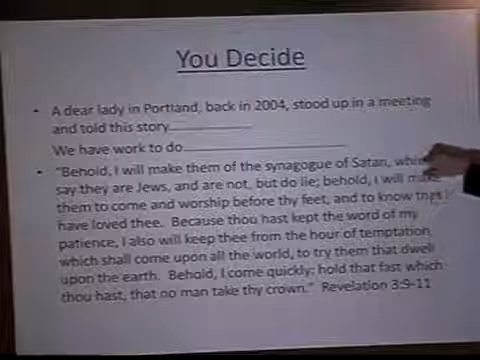 You Decide
• A dear lady in Portland, back in 2004, stood up in a meeting
and told this story____________
We have work to do________________________
• "Behold, I will make them of the synagogue of Satan,
say they are Jews, and are not, but do lie; behold, I will
them to come and worship before thy feet, and to know
have loved thee. Because thou hast kept the word of my
patience, I also will keep thee from the hour of temptation,
which shall come upon all the world, to try them that dwell
upon the earth. Behold, I come quickly: hold that fast which
thou hast, that no man take thy crown." Revelation 3:9-11